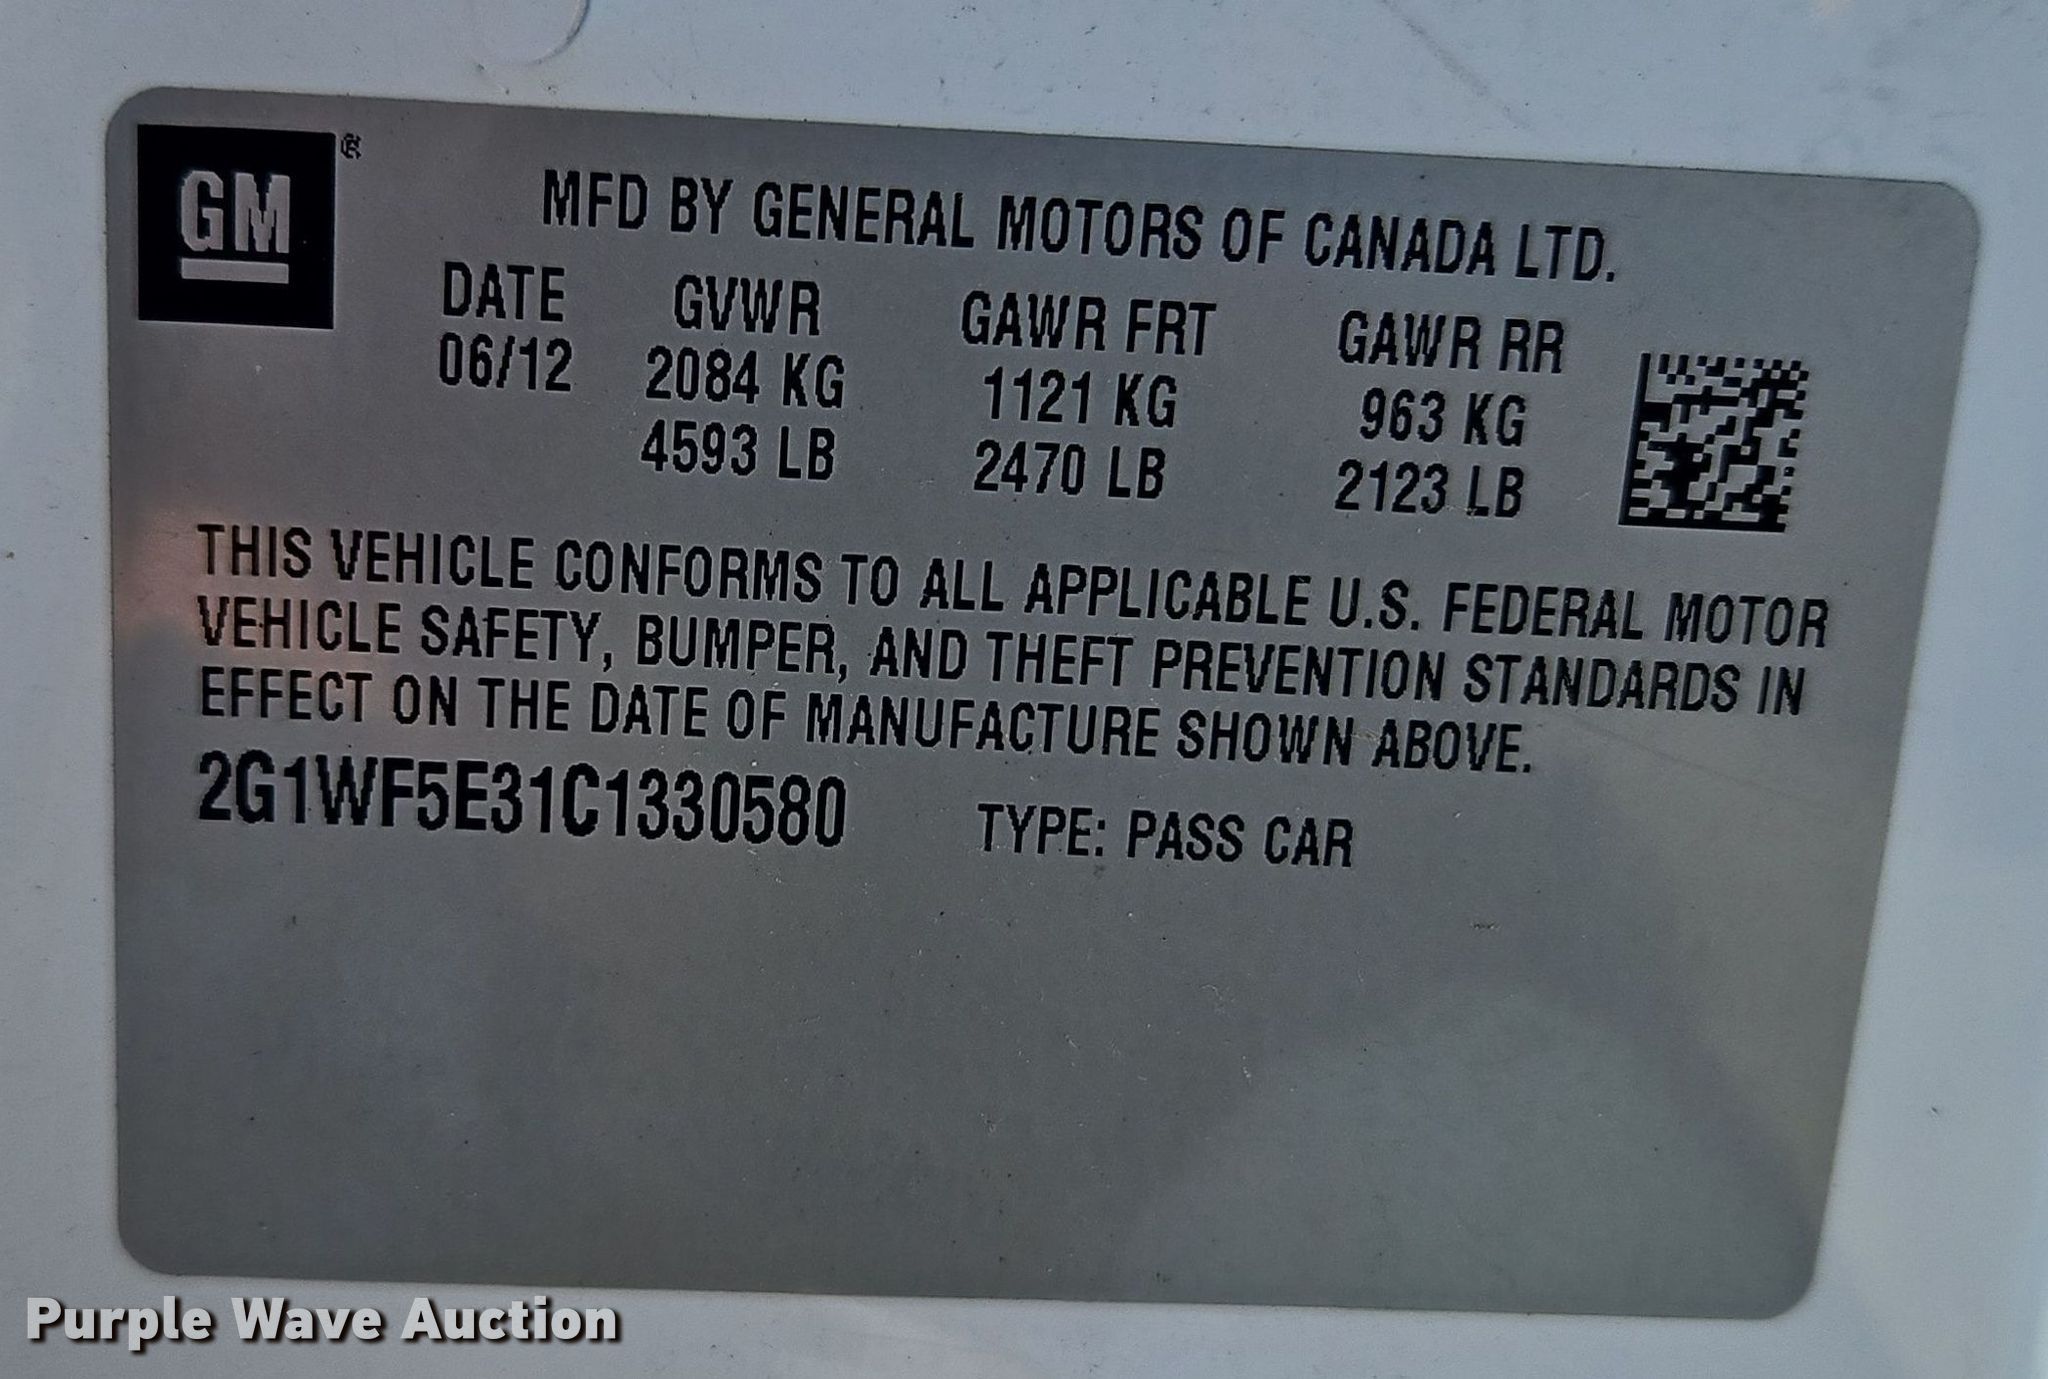 GM ®
MFD BY GENERAL MOTORS OF CANADA LTD.
DATE GVWR GAWR FRT GAWR RR
06/12 2084 KG 1121 KG 963 KG
4593 LB 2470 LB 2123 LB
THIS VEHICLE CONFORMS TO ALL APPLICABLE U.S. FEDERAL MOTOR
VEHICLE SAFETY, BUMPER, AND THEFT PREVENTION STANDARDS IN
EFFECT ON THE DATE OF MANUFACTURE SHOWN ABOVE.
2G1WF5E31C1330580 TYPE: PASS CAR
Purple Wave Auction